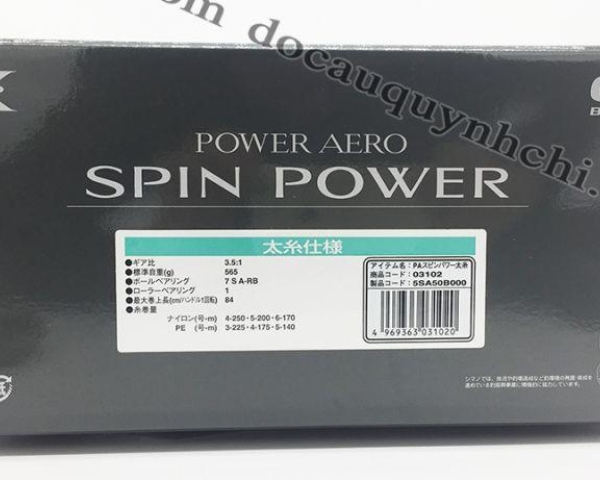 om docauquynhchi.
POWER AERO
SPIN POWER
太糸仕様
●ギア比 3.5:1
●標準自重(g) 565
●ボールベアリング 7 S A-RB
●ローラーベアリング 1
●最大巻上長(cm/ハンドル1回転) 84
●糸巻量
ナイロン(号-m) 4-250・5-200・6-170
PE (号-m) 3-225・4-175・5-140
アイテム名：PAスピンパワー太糸
商品コード：03102
製品コード：5SA50B000
4 969363 031020